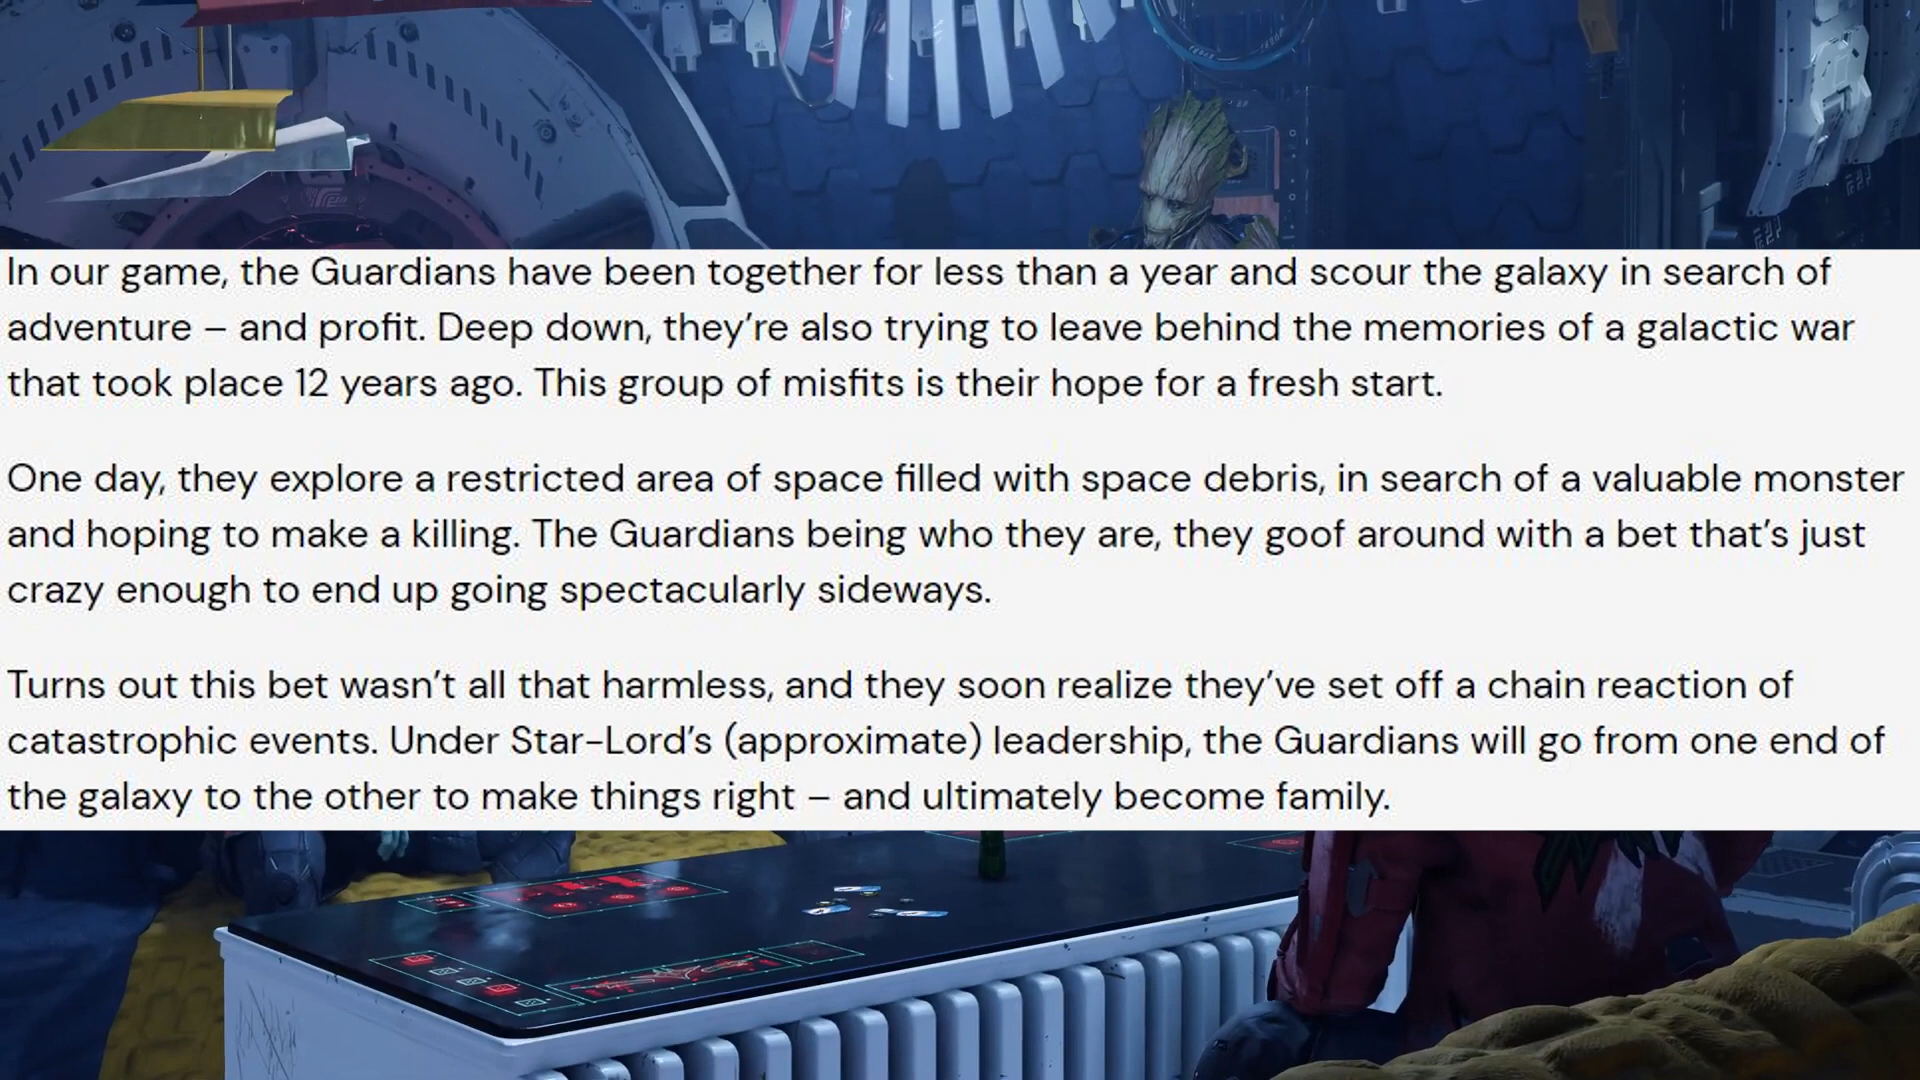 In our game, the Guardians have been together for less than a year and scour the galaxy in search of
adventure – and profit. Deep down, they’re also trying to leave behind the memories of a galactic war
that took place 12 years ago. This group of misfits is their hope for a fresh start.
One day, they explore a restricted area of space filled with space debris, in search of a valuable monster
and hoping to make a killing. The Guardians being who they are, they goof around with a bet that’s just
crazy enough to end up going spectacularly sideways.
Turns out this bet wasn’t all that harmless, and they soon realize they’ve set off a chain reaction of
catastrophic events. Under Star-Lord’s (approximate) leadership, the Guardians will go from one end of
the galaxy to the other to make things right – and ultimately become family.